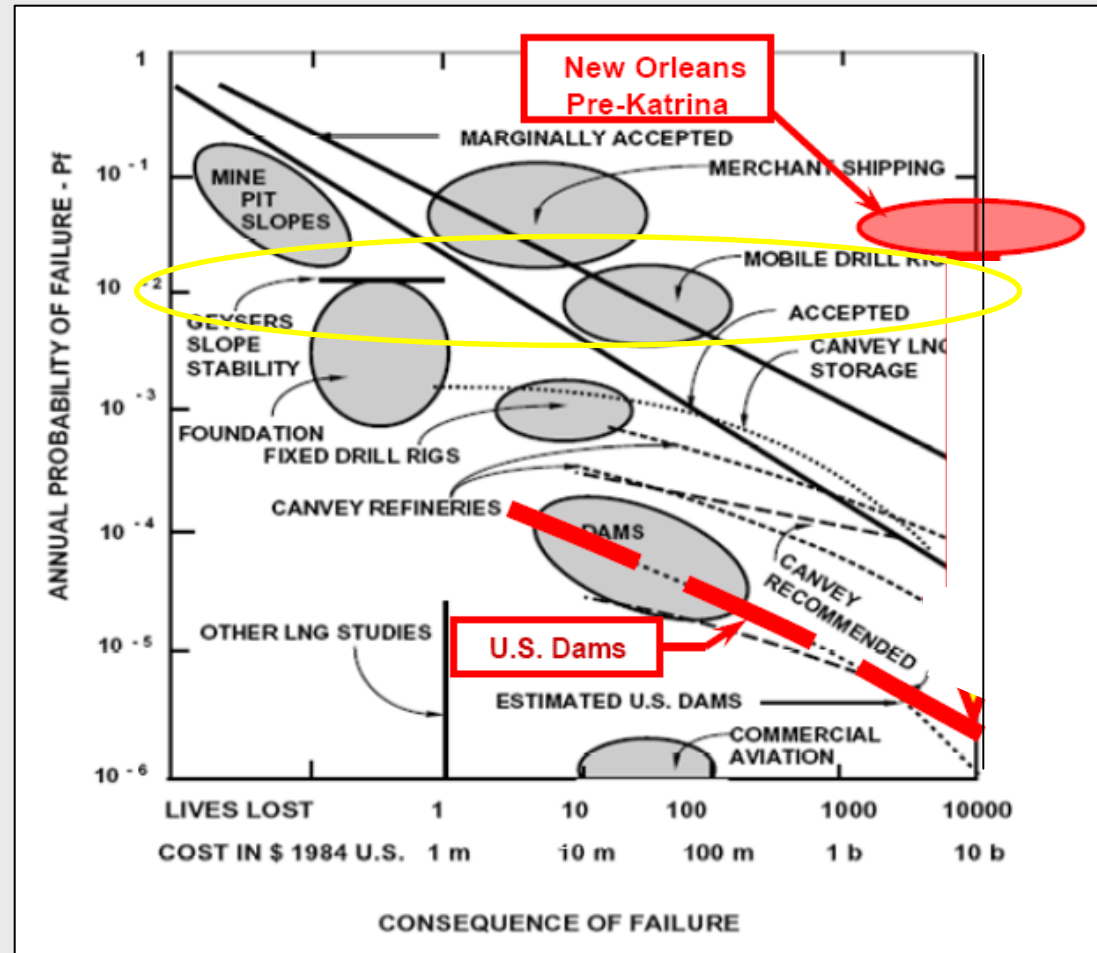 New Orleans
Pre-Katrina
1
MARGINALLY ACCEPTED
10 -1
MERCHANT SHIPPING
MINE
PIT
SLOPES
MOBILE DRILL
10 -2
GEYSERS
SLOPE
STABILITY
ACCEPTED
CANVEY LNG
STORAGE
10 -3
FOUNDATION
FIXED DRILL RIGS
CANVEY REFINERIES
10 -4
DAMS
CANVEY
RECOMMENDED
10 -5
OTHER LNG STUDIES
U.S. Dams
ESTIMATED U.S. DAMS
COMMERCIAL
AVIATION
10 -6
ANNUAL PROBABILITY OF FAILURE - Pf
LIVES LOST 1 10 100 1000 10000
COST IN $ 1984 U.S. 1 m 10 m 100 m 1 b 10 b
CONSEQUENCE OF FAILURE